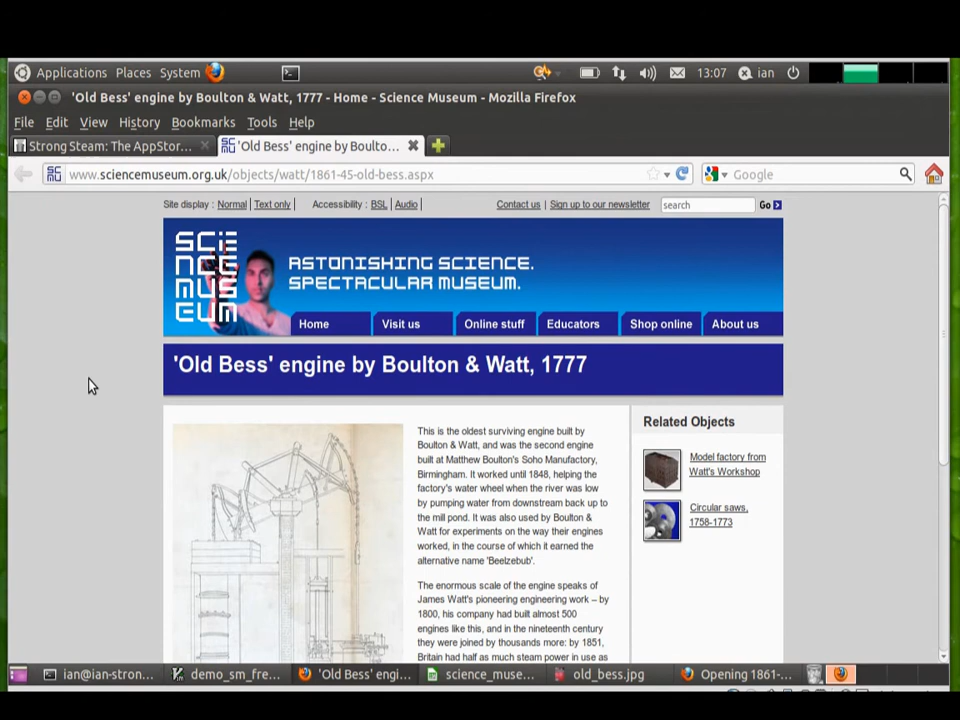 Applications Places System 13:07 ian
'Old Bess' engine by Boulton & Watt, 1777 - Home - Science Museum - Mozilla Firefox
File Edit View History Bookmarks Tools Help
Strong Steam: The AppStor... 'Old Bess' engine by Boulto...
www.sciencemuseum.org.uk/objects/watt/1861-45-old-bess.aspx Google
Site display : Normal | Text only | Accessibility : BSL | Audio | Contact us | Sign up to our newsletter search Go
SCIENCE MUSEUM
ASTONISHING SCIENCE.
SPECTACULAR MUSEUM.
Home Visit us Online stuff Educators Shop online About us
'Old Bess' engine by Boulton & Watt, 1777
This is the oldest surviving engine built by
Boulton & Watt, and was the second engine
built at Matthew Boulton's Soho Manufactory,
Birmingham. It worked until 1848, helping the
factory's water wheel when the river was low
by pumping water from downstream back up to
the mill pond. It was also used by Boulton &
Watt for experiments on the way their engines
worked, in the course of which it earned the
alternative name 'Beelzebub'.
The enormous scale of the engine speaks of
James Watt's pioneering engineering work – by
1800, his company had built almost 500
engines like this, and in the nineteenth century
they were joined by thousands more: by 1851,
Britain had half as much steam power in use as
Related Objects
Model factory from
Watt's Workshop
Circular saws,
1758-1773
ian@ian-stron... demo_sm_fre... 'Old Bess' engi... science_muse... old_bess.jpg Opening 1861-...